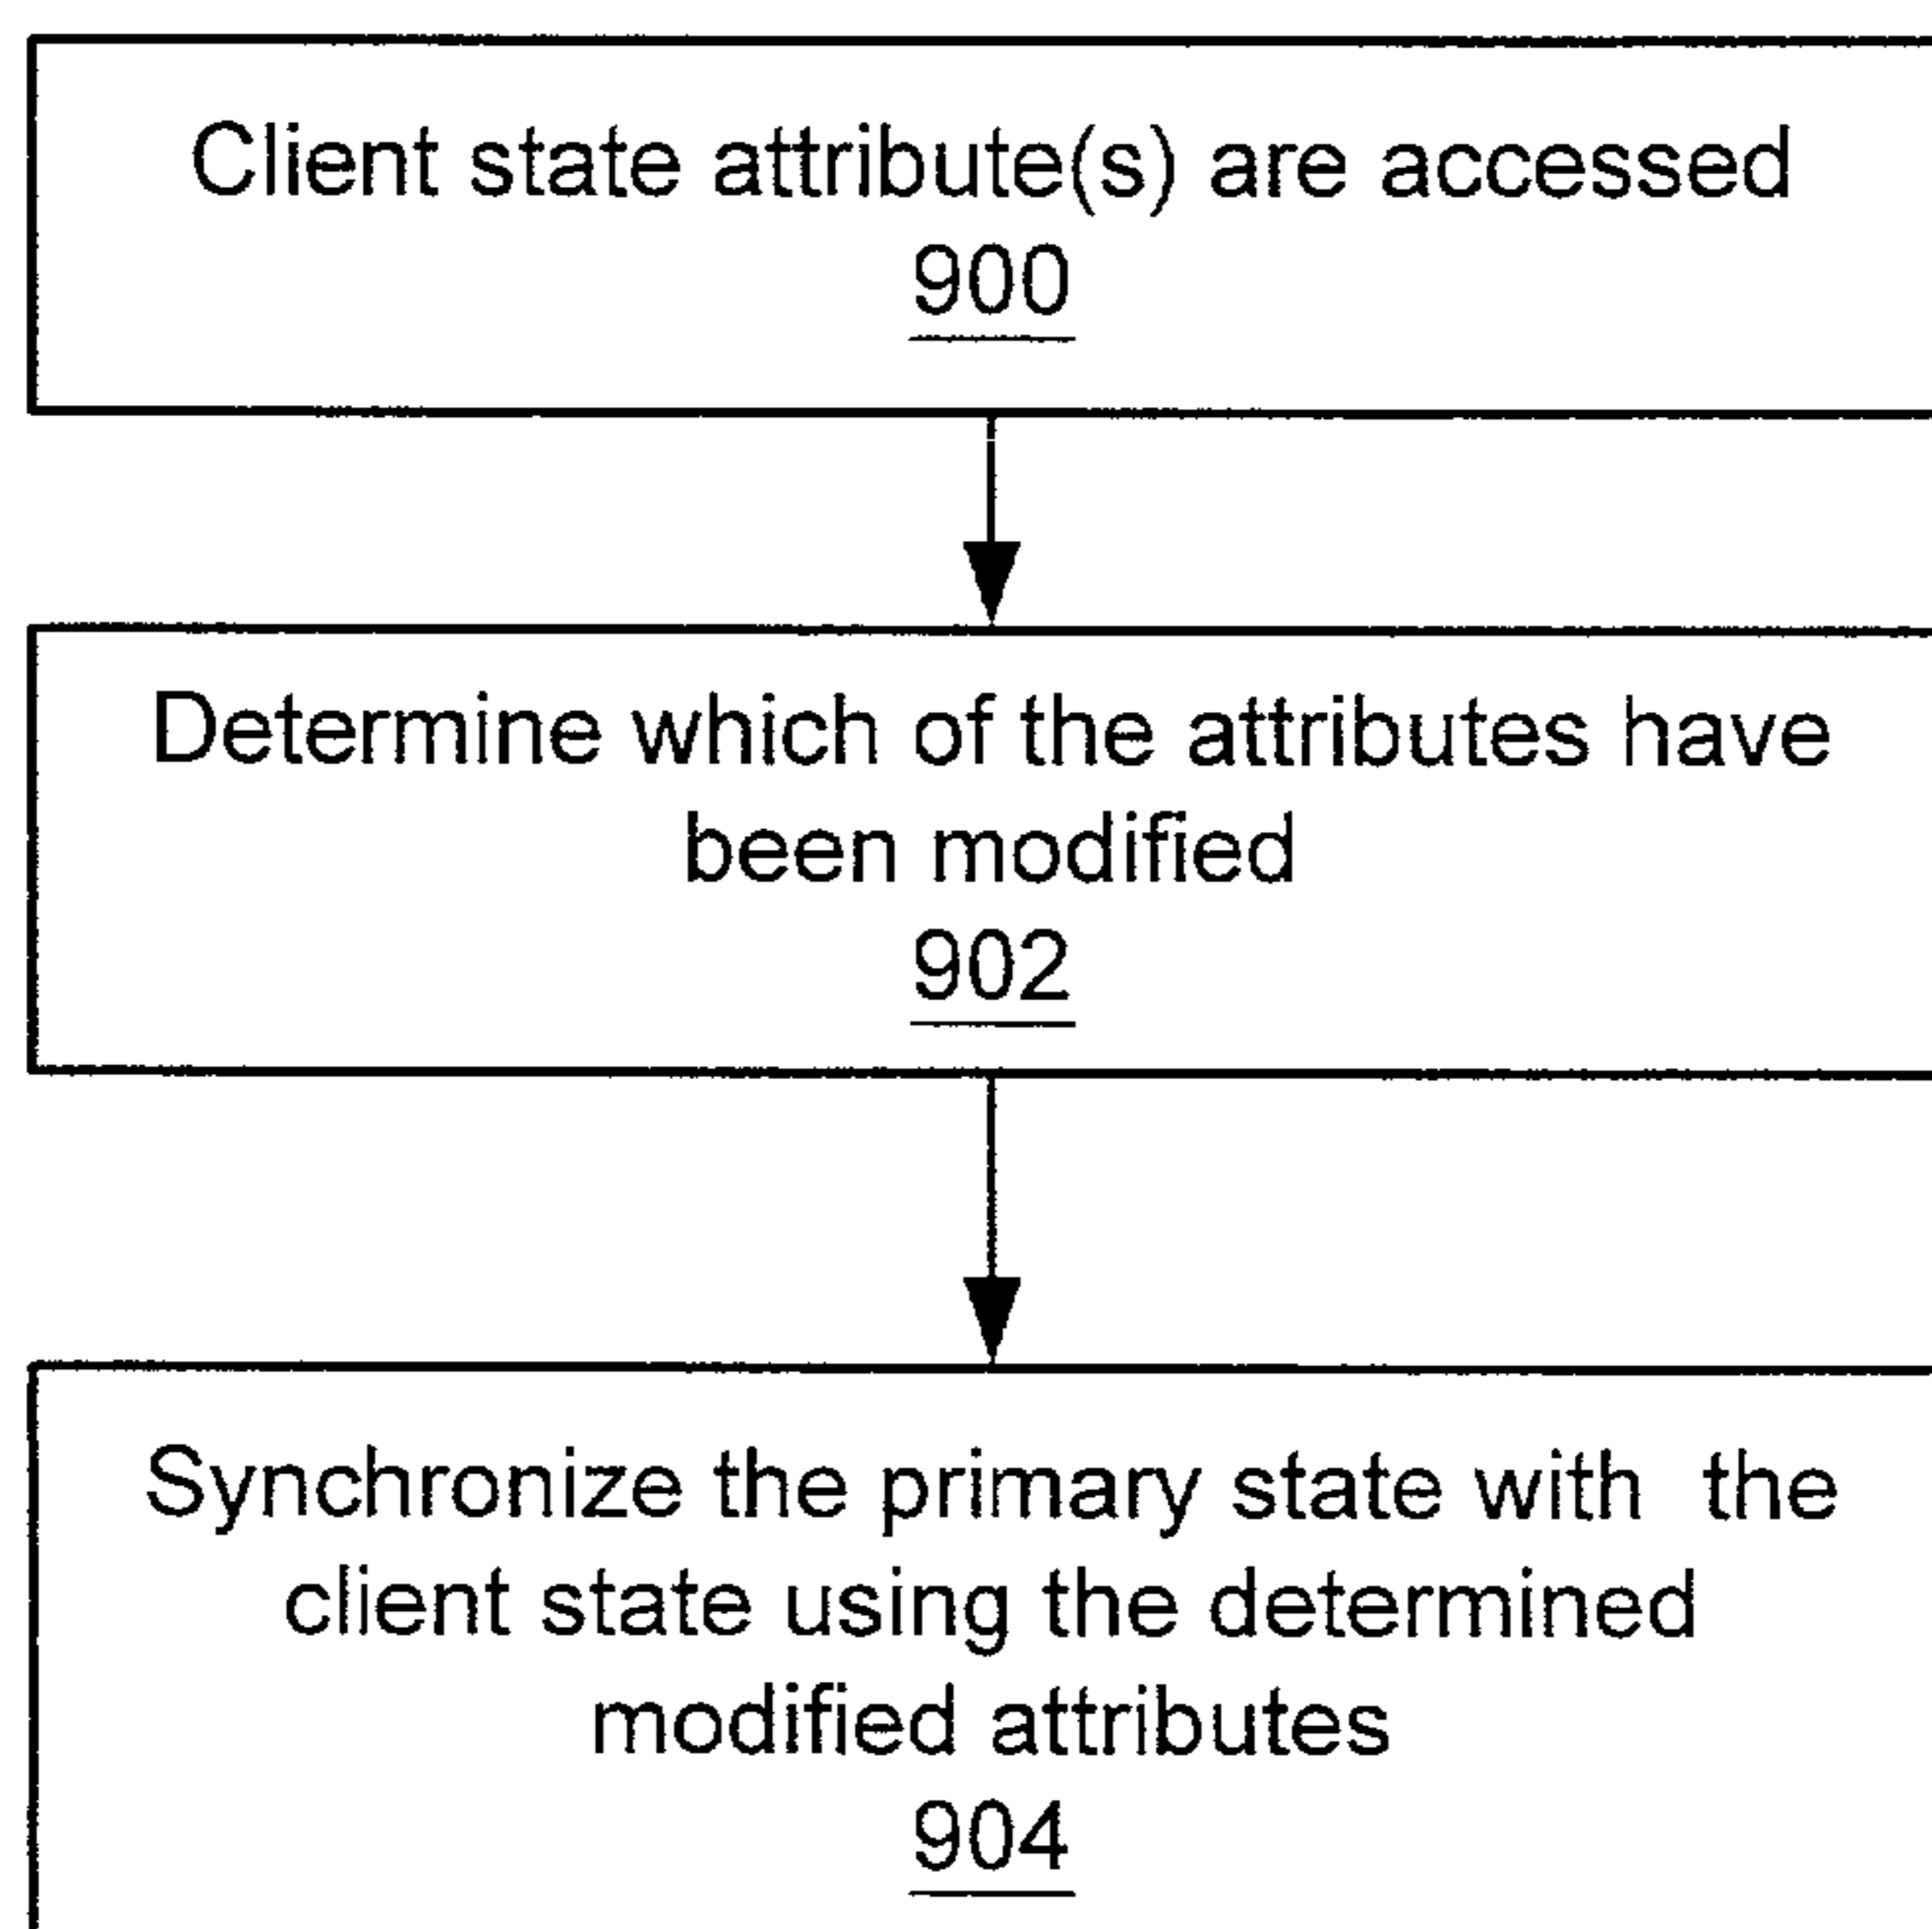 Client state attribute(s) are accessed
900
Determine which of the attributes have
been modified
902
Synchronize the primary state with the
client state using the determined
modified attributes
904